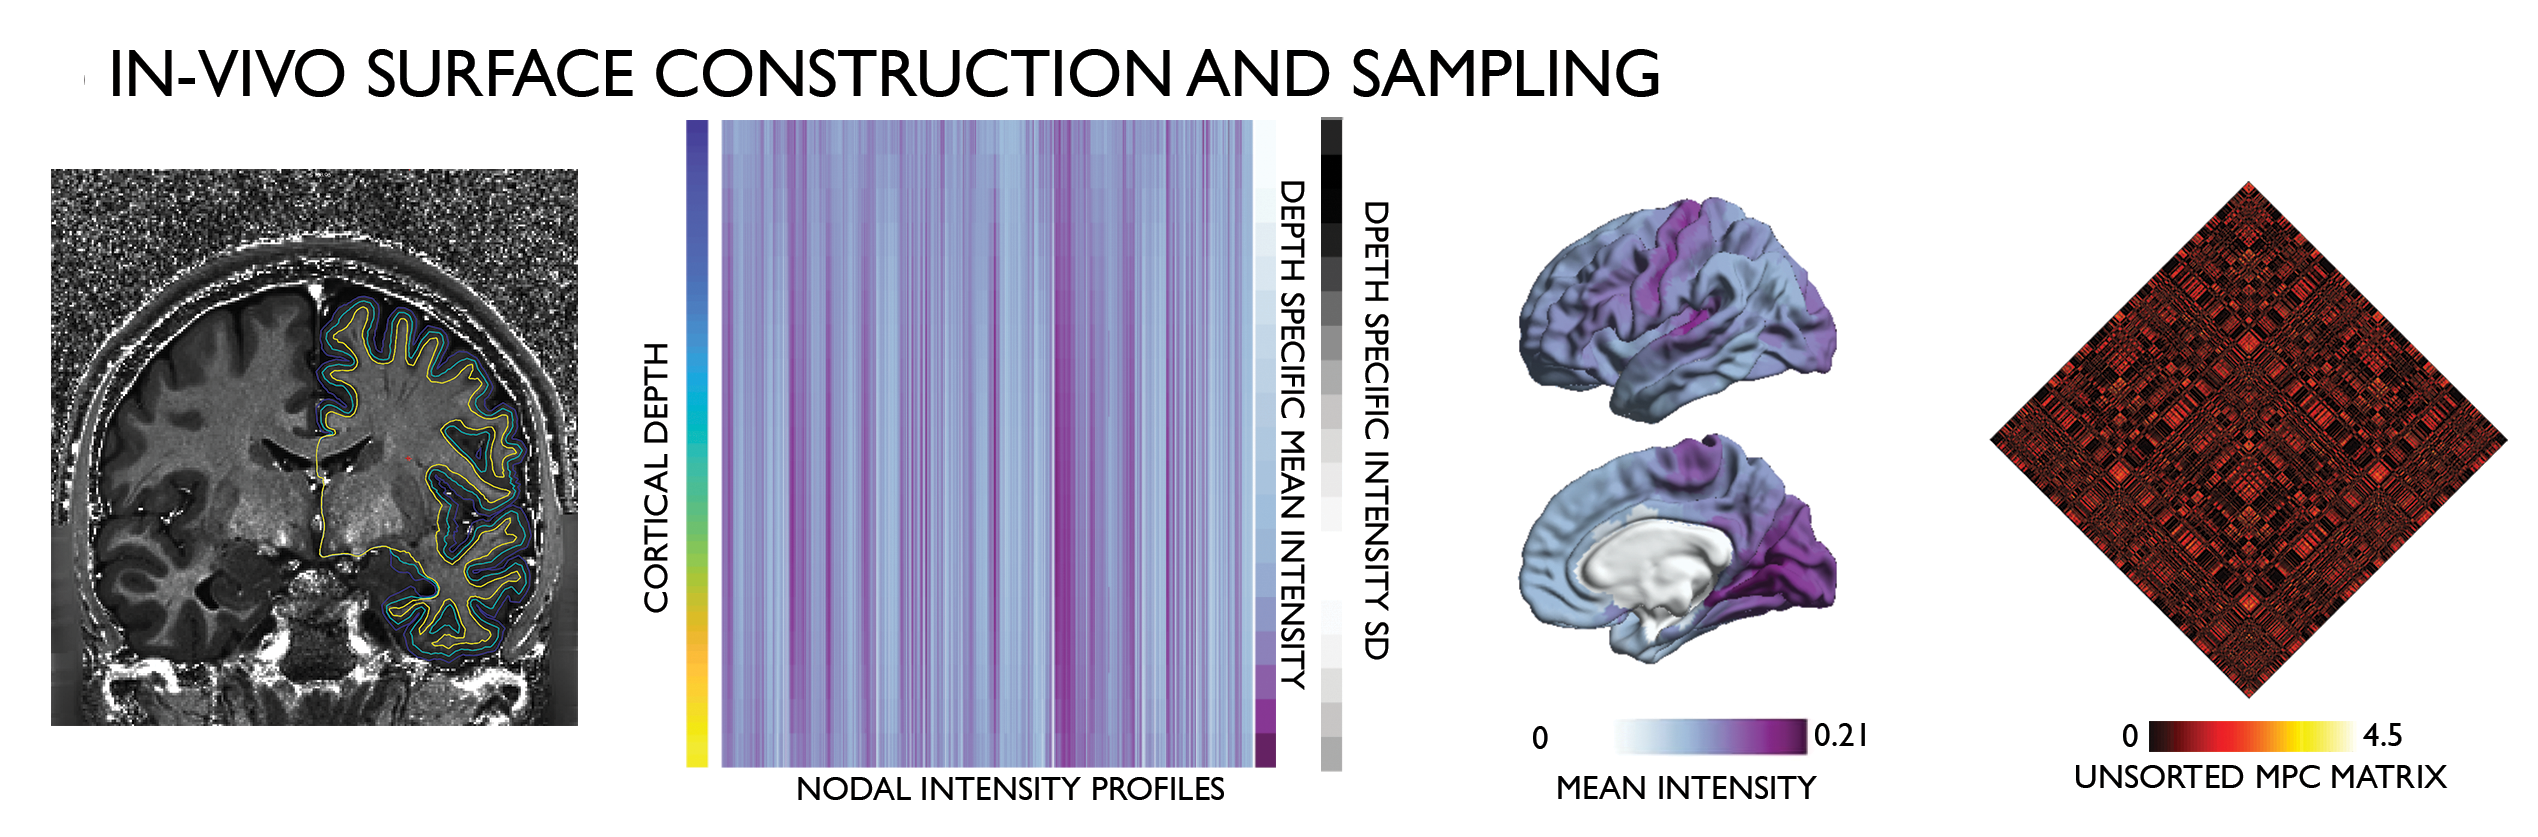 IN-VIVO SURFACE CONSTRUCTION AND SAMPLING
CORTICAL DEPTH
NODAL INTENSITY PROFILES
DEPTH SPECIFIC MEAN INTENSITY
DPETH SPECIFIC INTENSITY SD
0
0.21
MEAN INTENSITY
0
4.5
UNSORTED MPC MATRIX